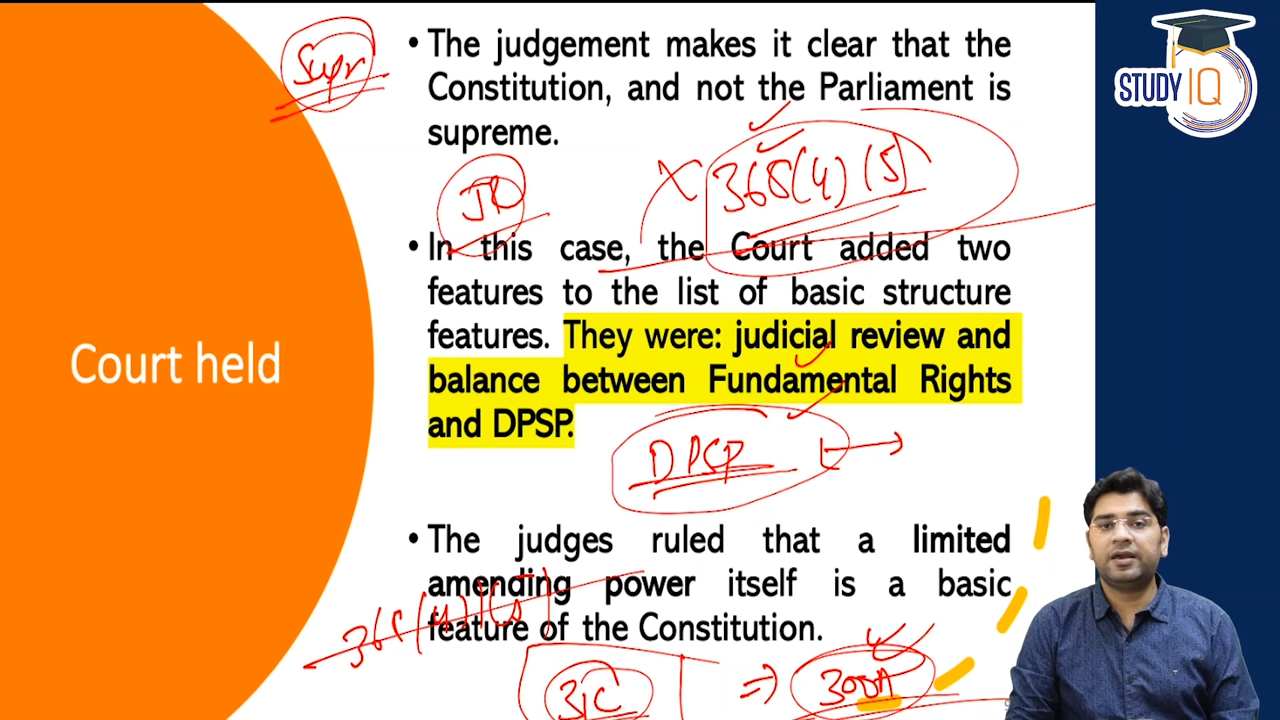 Supr
• The judgement makes it clear that the
Constitution, and not the Parliament is
supreme.
STUDY IQ
JR
X 368(4) (5)
• In this case, the Court added two
features to the list of basic structure
features. They were: judicial review and
balance between Fundamental Rights
and DPSP.
Court held
DPSP
• The judges ruled that a limited
amending power itself is a basic
feature of the Constitution.
368(4)(5)
31C
⇒ 300A